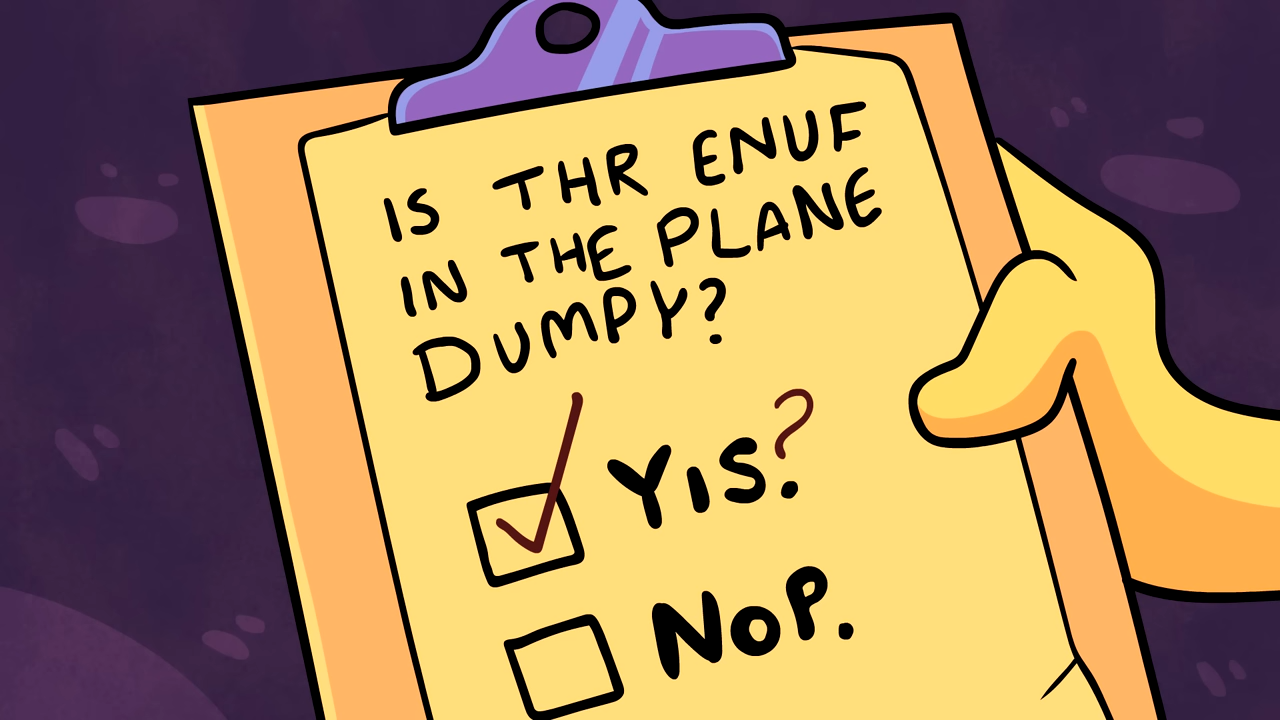 IS THR ENUF
IN THE PLANE
DUMPY?
YIS.?
NOP.